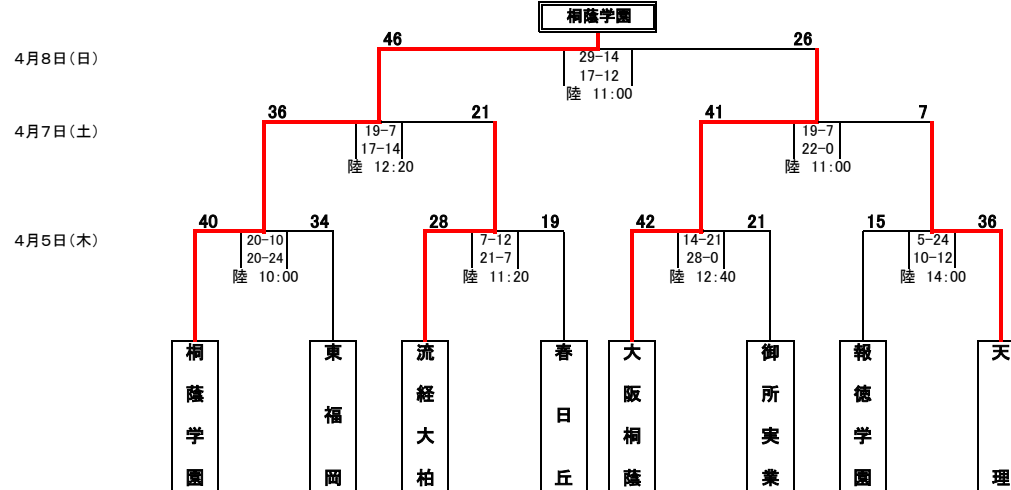 桐蔭学園
46
26
4月8日(日)
29-14
17-12
陸 11:00
36
21
41
7
4月7日(土)
19-7
17-14
陸 12:20
19-7
22-0
陸 11:00
40
34
28
19
42
21
15
36
4月5日(木)
20-10
20-24
陸 10:00
7-12
21-7
陸 11:20
14-21
28-0
陸 12:40
5-24
10-12
陸 14:00
桐蔭学園
東福岡
流経大柏
春日丘
大阪桐蔭
御所実業
報徳学園
天理